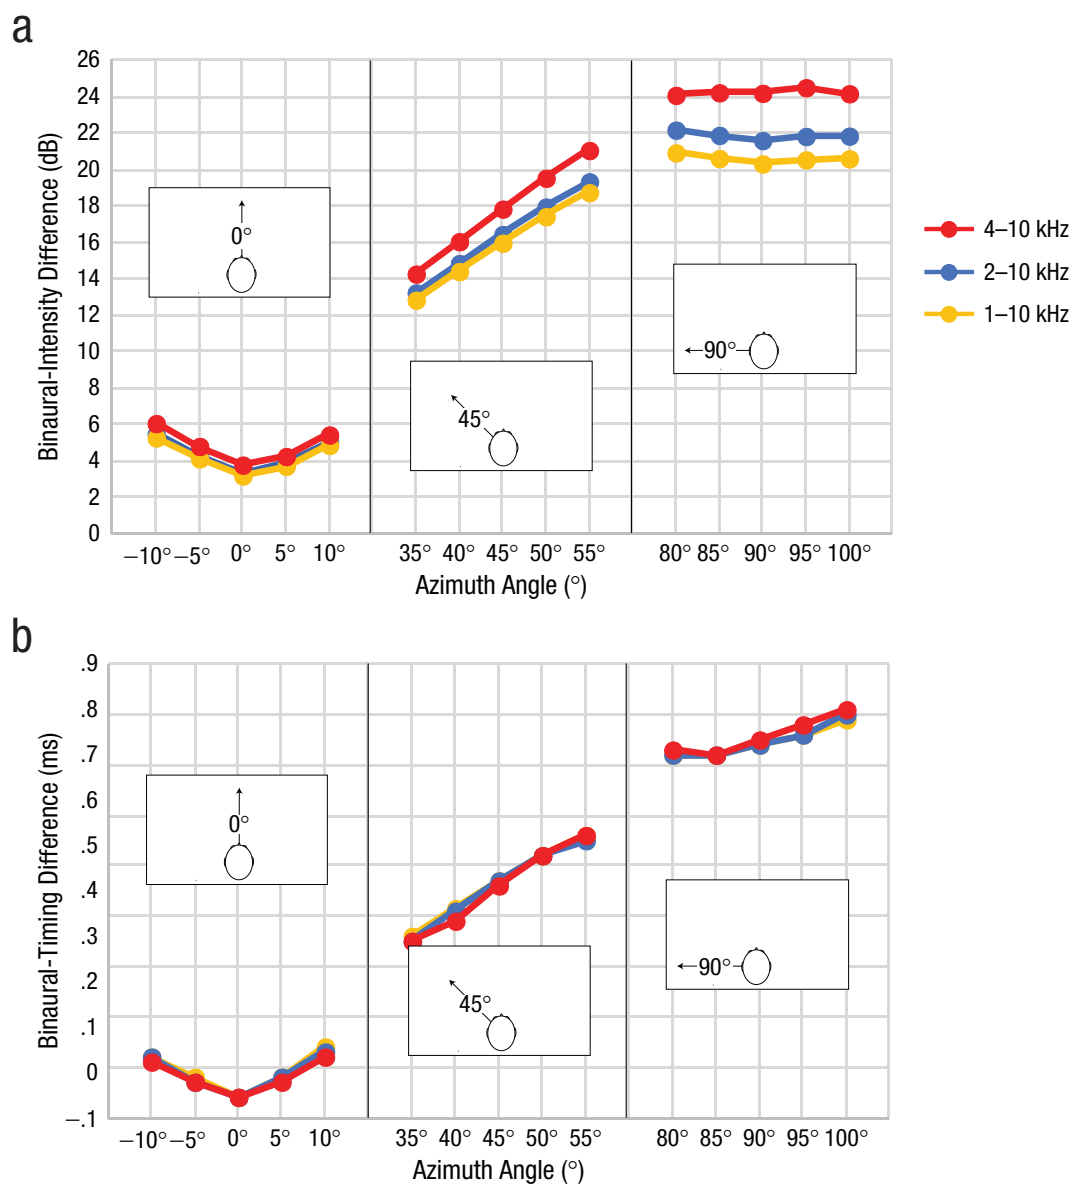 a
Binaural-Intensity Difference (dB)
26
24
22
20
18
16
14
12
10
8
6
4
2
0
0°
45°
90°
4–10 kHz
2–10 kHz
1–10 kHz
–10° –5° 0° 5° 10° 35° 40° 45° 50° 55° 80° 85° 90° 95° 100°
Azimuth Angle (°)
b
Binaural-Timing Difference (ms)
.9
.8
.7
.6
.5
.4
.3
.2
.1
0
–.1
0°
45°
90°
–10° –5° 0° 5° 10° 35° 40° 45° 50° 55° 80° 85° 90° 95° 100°
Azimuth Angle (°)